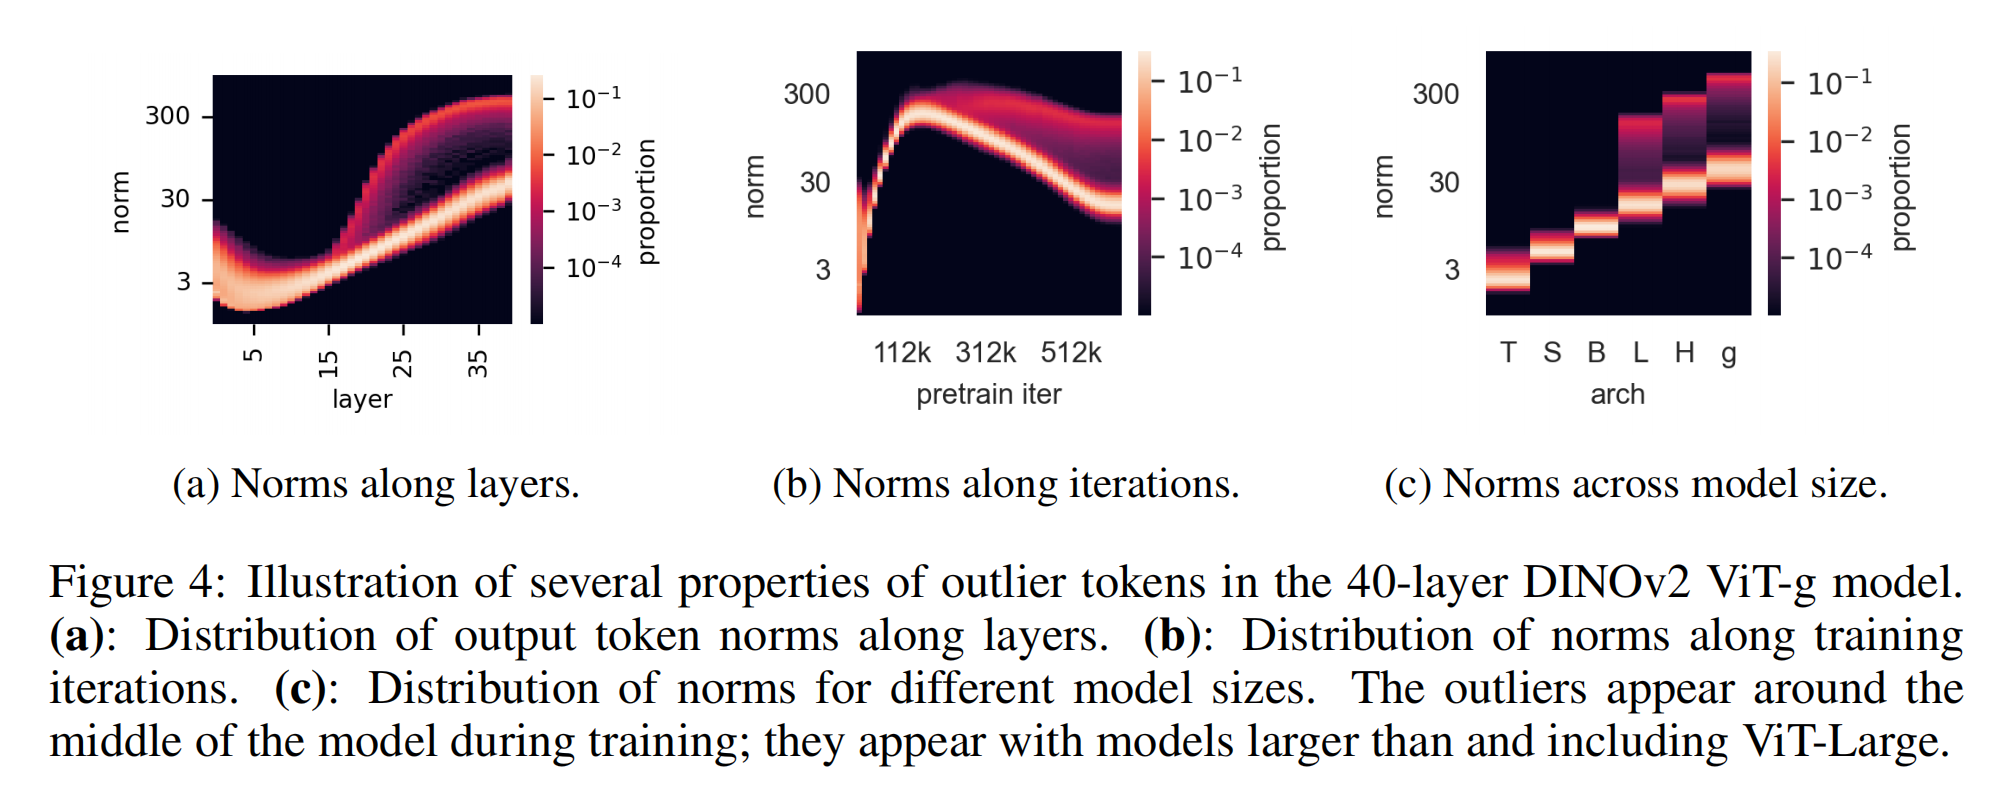 300
30
3
norm
5
15
25
35
layer
10⁻¹
10⁻²
10⁻³
10⁻⁴
proportion
(a) Norms along layers.
300
30
3
norm
112k 312k 512k
pretrain iter
10⁻¹
10⁻²
10⁻³
10⁻⁴
proportion
(b) Norms along iterations.
300
30
3
norm
T S B L H g
arch
10⁻¹
10⁻²
10⁻³
10⁻⁴
proportion
(c) Norms across model size.
Figure 4: Illustration of several properties of outlier tokens in the 40-layer DINOv2 ViT-g model.
(a): Distribution of output token norms along layers. (b): Distribution of norms along training
iterations. (c): Distribution of norms for different model sizes. The outliers appear around the
middle of the model during training; they appear with models larger than and including ViT-Large.